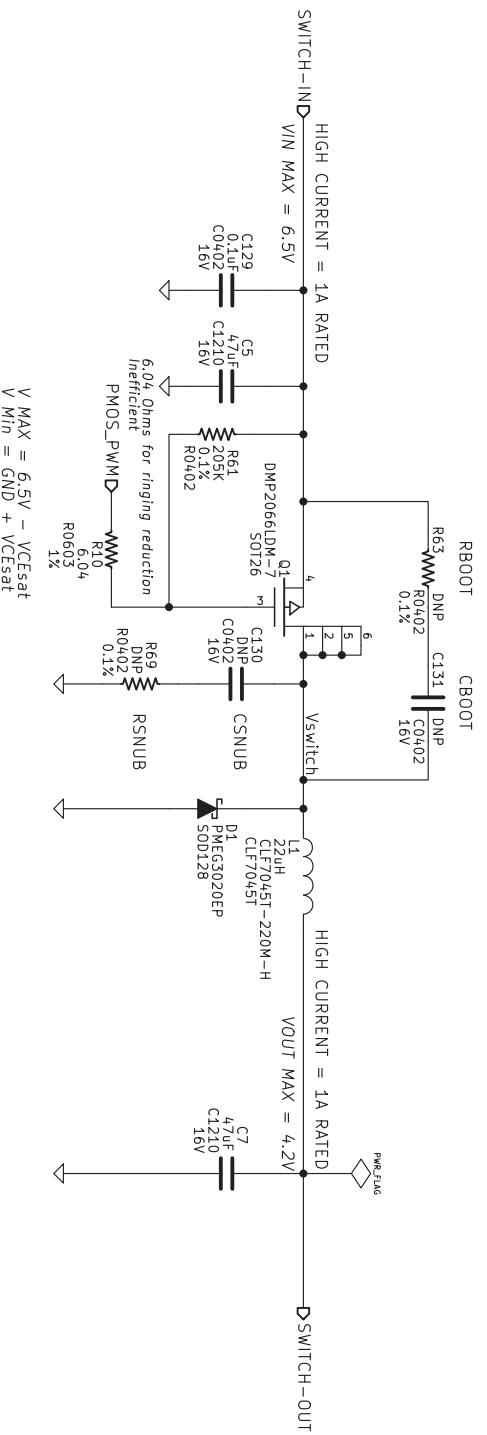 SWITCH-IN
HIGH CURRENT = 1A RATED
VIN MAX = 6.5V
C129
0.1uF
C0402
16V
C5
47uF
C1210
16V
R61
205K
0.1%
R0402
6.04 Ohms for ringing reduction
Inefficient
PMOS_PWM
R10
6.04
R0603
1%
V MAX = 6.5V - VCEsat
V Min = GND + VCEsat
RBOOT
R63
DNP
R0402
0.1%
CBOOT
C131
DNP
C0402
16V
Q1
DMP2066LDM-7
SOT26
4
3
1
2
5
6
C130
DNP
C0402
16V
CSNUB
R69
DNP
R0402
0.1%
RSNUB
Vswitch
D1
PMEG3020EP
SOD128
L1
22uH
CLF7045T-220M-H
CLF7045T
HIGH CURRENT = 1A RATED
VOUT MAX = 4.2V
C7
47uF
C1210
16V
PWR_FLAG
SWITCH-OUT